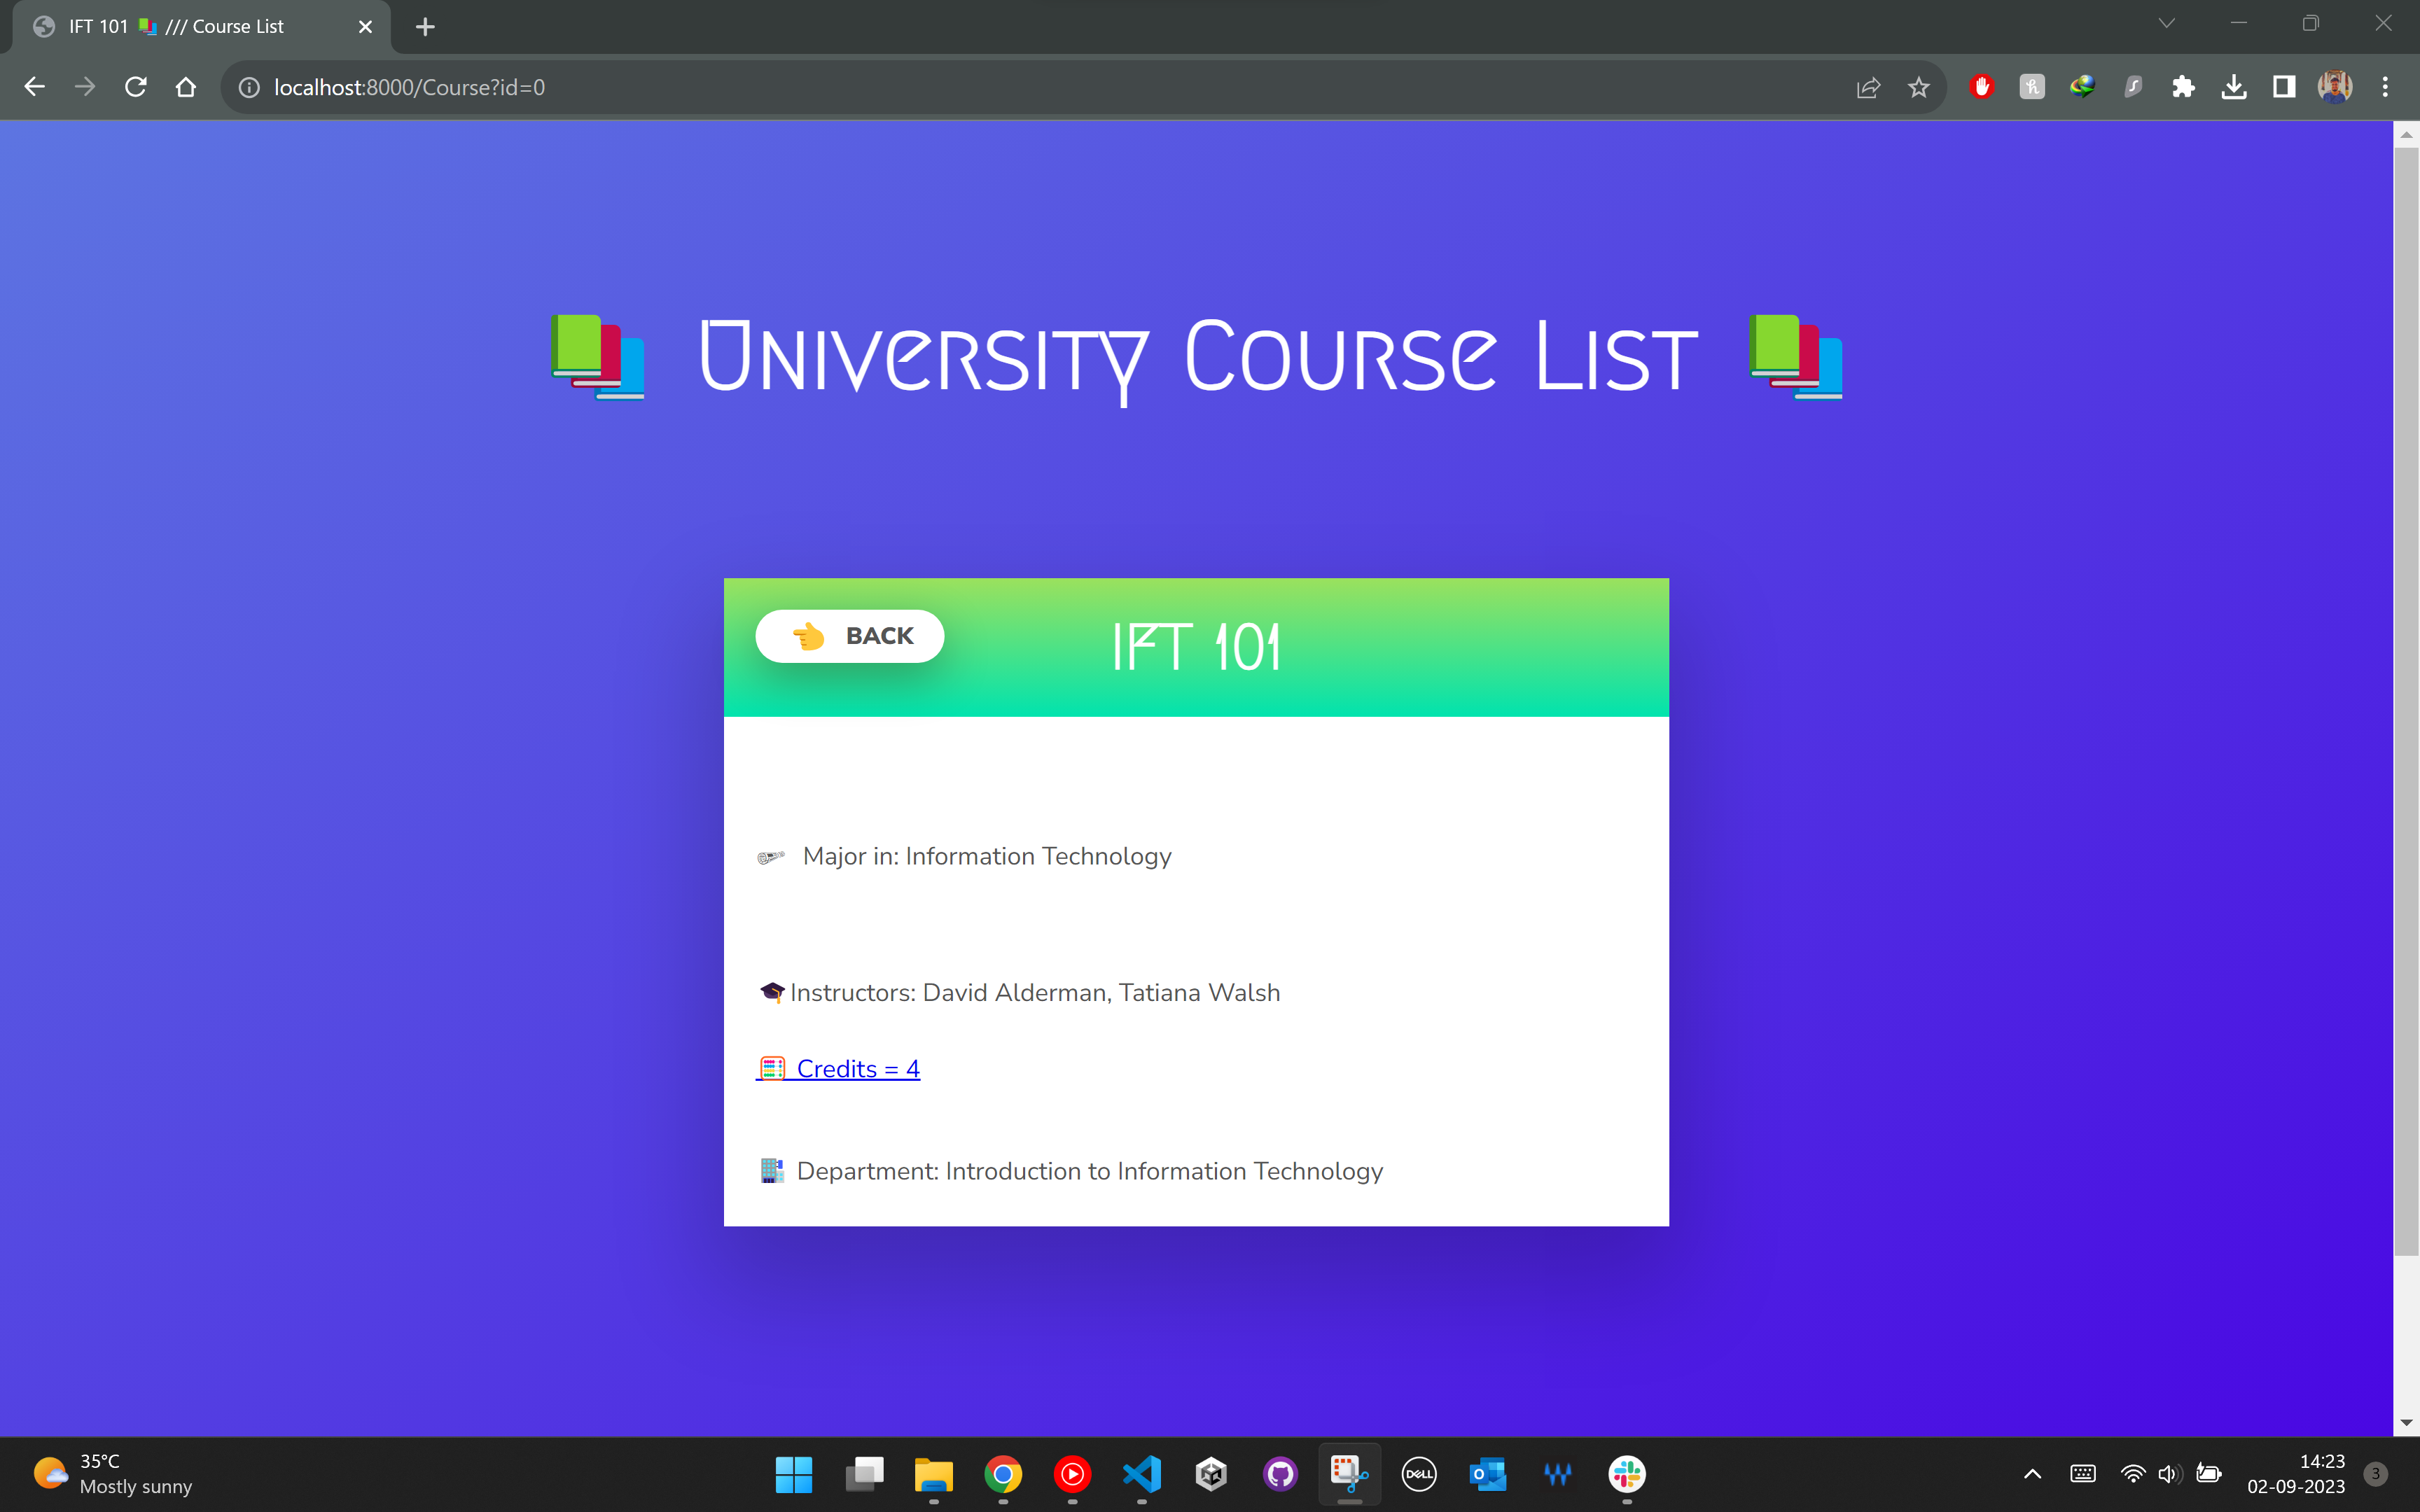 IFT 101 📚 /// Course List
localhost:8000/Course?id=0
📚 University Course List 📚
👈 BACK
IFT 101
🗞️ Major in: Information Technology
🎓Instructors: David Alderman, Tatiana Walsh
🧮 Credits = 4
🏢 Department: Introduction to Information Technology
35°C
Mostly sunny
DELL
14:23
02-09-2023
3